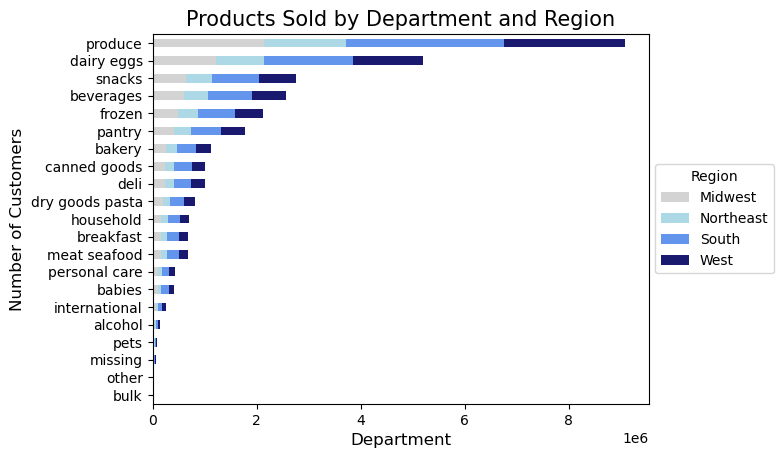 Products Sold by Department and Region
Number of Customers
produce
dairy eggs
snacks
beverages
frozen
pantry
bakery
canned goods
deli
dry goods pasta
household
breakfast
meat seafood
personal care
babies
international
alcohol
pets
missing
other
bulk
0 2 4 6 8
1e6
Department
Region
Midwest
Northeast
South
West